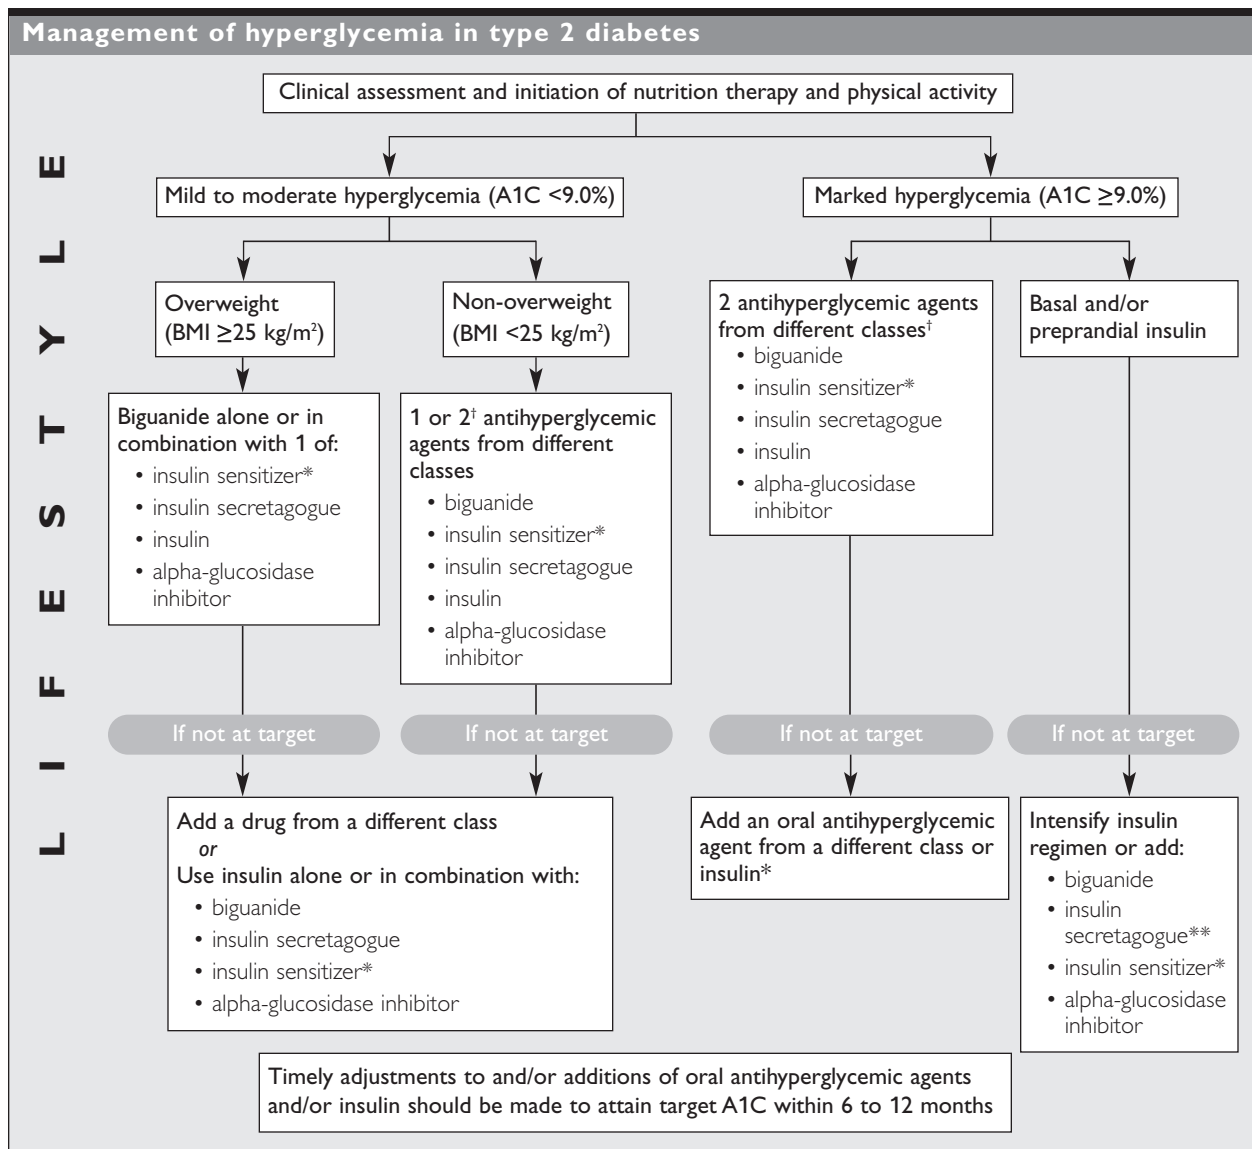 Management of hyperglycemia in type 2 diabetes
LIFESTYLE
Clinical assessment and initiation of nutrition therapy and physical activity
Mild to moderate hyperglycemia (A1C <9.0%)
Marked hyperglycemia (A1C ≥9.0%)
Overweight
(BMI ≥25 kg/m²)
Non-overweight
(BMI <25 kg/m²)
2 antihyperglycemic agents
from different classes†
• biguanide
• insulin sensitizer*
• insulin secretagogue
• insulin
• alpha-glucosidase
inhibitor
Basal and/or
preprandial insulin
Biguanide alone or in
combination with 1 of:
• insulin sensitizer*
• insulin secretagogue
• insulin
• alpha-glucosidase
inhibitor
1 or 2† antihyperglycemic
agents from different
classes
• biguanide
• insulin sensitizer*
• insulin secretagogue
• insulin
• alpha-glucosidase
inhibitor
If not at target
If not at target
If not at target
If not at target
Add a drug from a different class
or
Use insulin alone or in combination with:
• biguanide
• insulin secretagogue
• insulin sensitizer*
• alpha-glucosidase inhibitor
Add an oral antihyperglycemic
agent from a different class or
insulin*
Intensify insulin
regimen or add:
• biguanide
• insulin
secretagogue**
• insulin sensitizer*
• alpha-glucosidase
inhibitor
Timely adjustments to and/or additions of oral antihyperglycemic agents
and/or insulin should be made to attain target A1C within 6 to 12 months